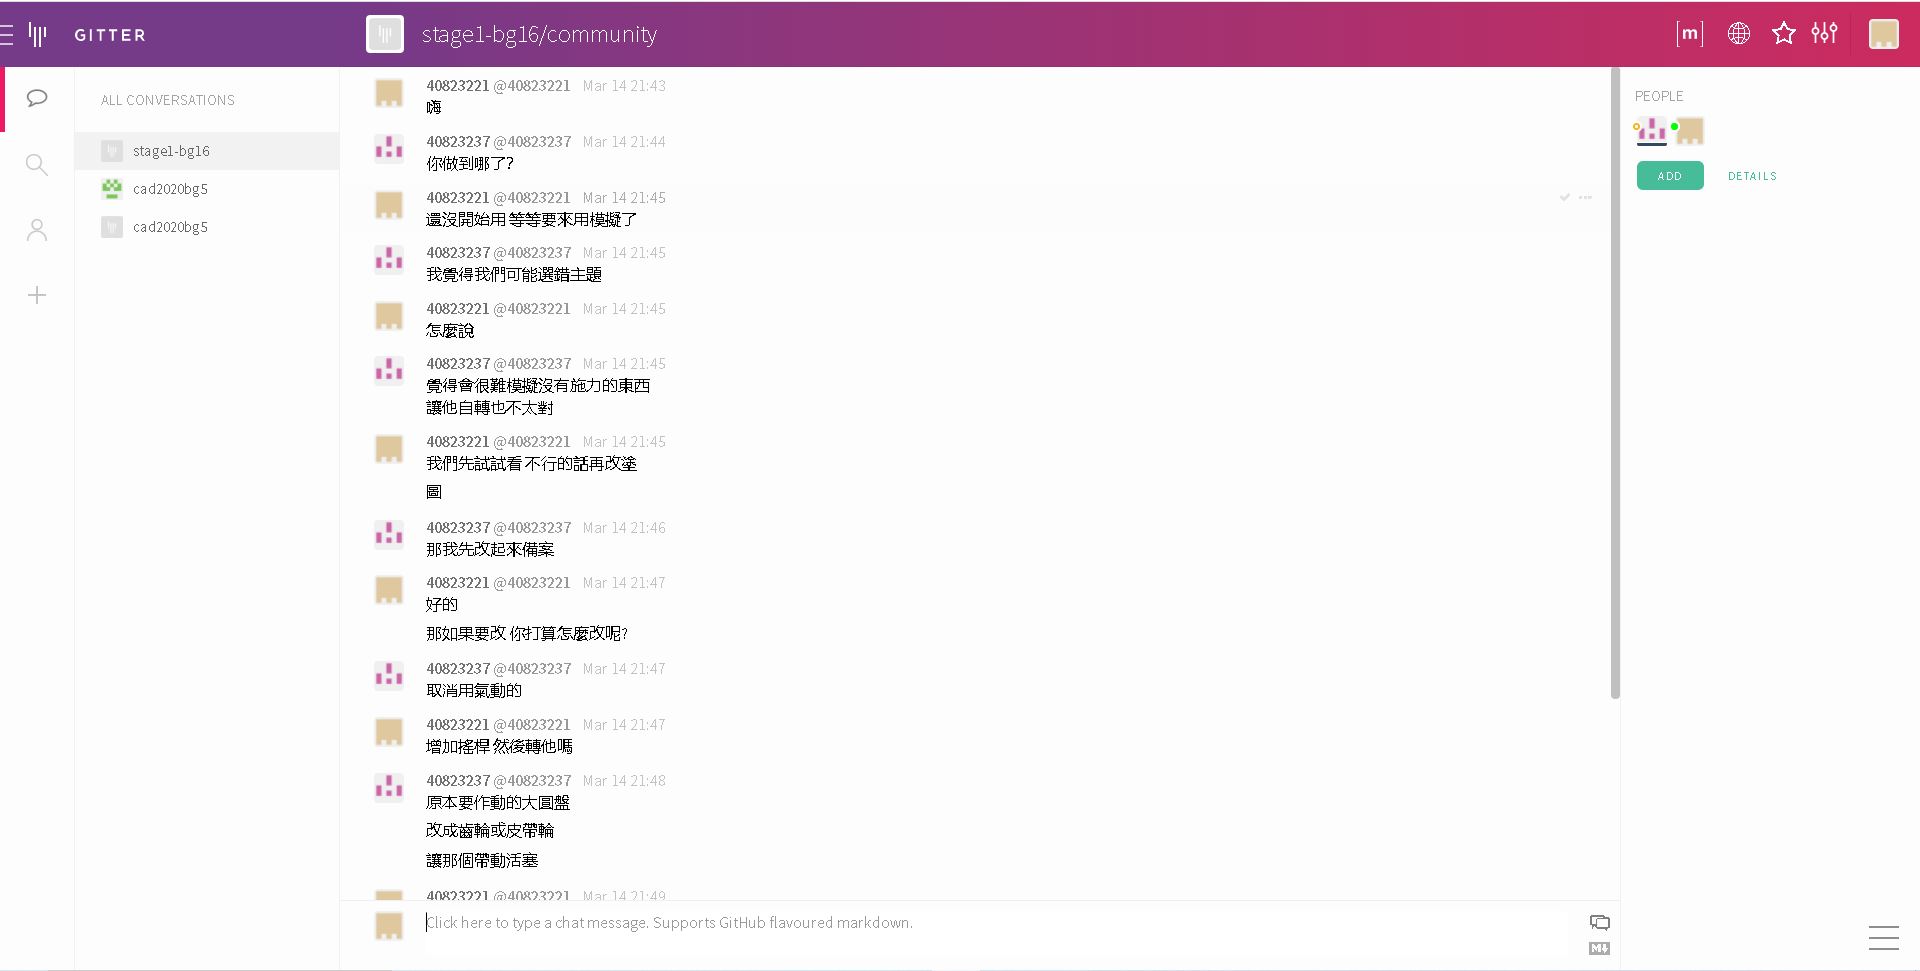 GITTER
stage1-bg16/community
[m]
ALL CONVERSATIONS
stage1-bg16
cad2020bg5
cad2020bg5
40823221 @40823221 Mar 14 21:43
嗨
40823237 @40823237 Mar 14 21:44
你做到哪了?
40823221 @40823221 Mar 14 21:45
還沒開始用 等等要來用模擬了
40823237 @40823237 Mar 14 21:45
我覺得我們可能選錯主題
40823221 @40823221 Mar 14 21:45
怎麼說
40823237 @40823237 Mar 14 21:45
覺得會很難模擬沒有施力的東西
讓他自轉也不太對
40823221 @40823221 Mar 14 21:45
我們先試試看 不行的話再改塗
圖
40823237 @40823237 Mar 14 21:46
那我先改起來備案
40823221 @40823221 Mar 14 21:47
好的
那如果要改 你打算怎麼改呢?
40823237 @40823237 Mar 14 21:47
取消用氣動的
40823221 @40823221 Mar 14 21:47
增加搖桿 然後轉他嗎
40823237 @40823237 Mar 14 21:48
原本要作動的大圓盤
改成齒輪或皮帶輪
讓那個帶動活塞
40823221 @40823221 Mar 14 21:49
Click here to type a chat message. Supports GitHub flavoured markdown.
PEOPLE
ADD
DETAILS